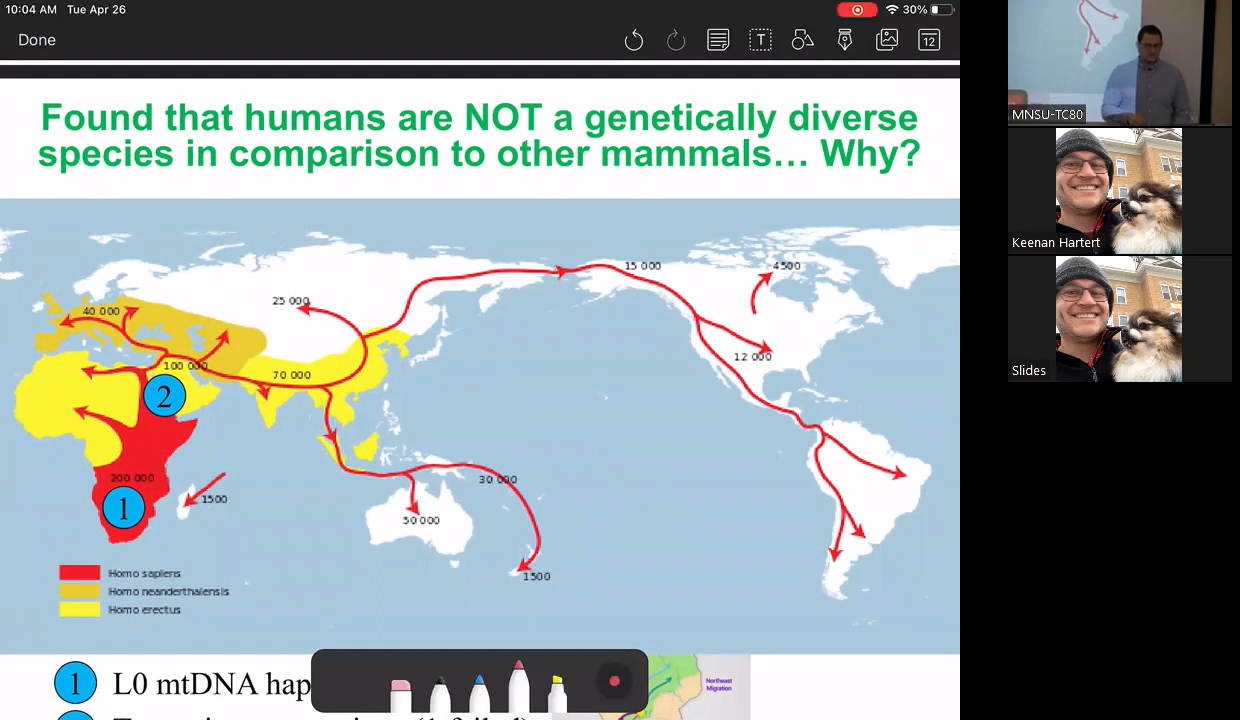 10:04 AM Tue Apr 26
30%
Done
T
12
Found that humans are NOT a genetically diverse
species in comparison to other mammals... Why?
15 000
4500
25 000
40 000
12 000
100 000
70 000
2
200 000
1
1500
30 000
50 000
1500
Homo sapiens
Homo neanderthalensis
Homo erectus
1 L0 mtDNA hap
Northeast
Migration
MNSU-TC80
Keenan Hartert
Slides